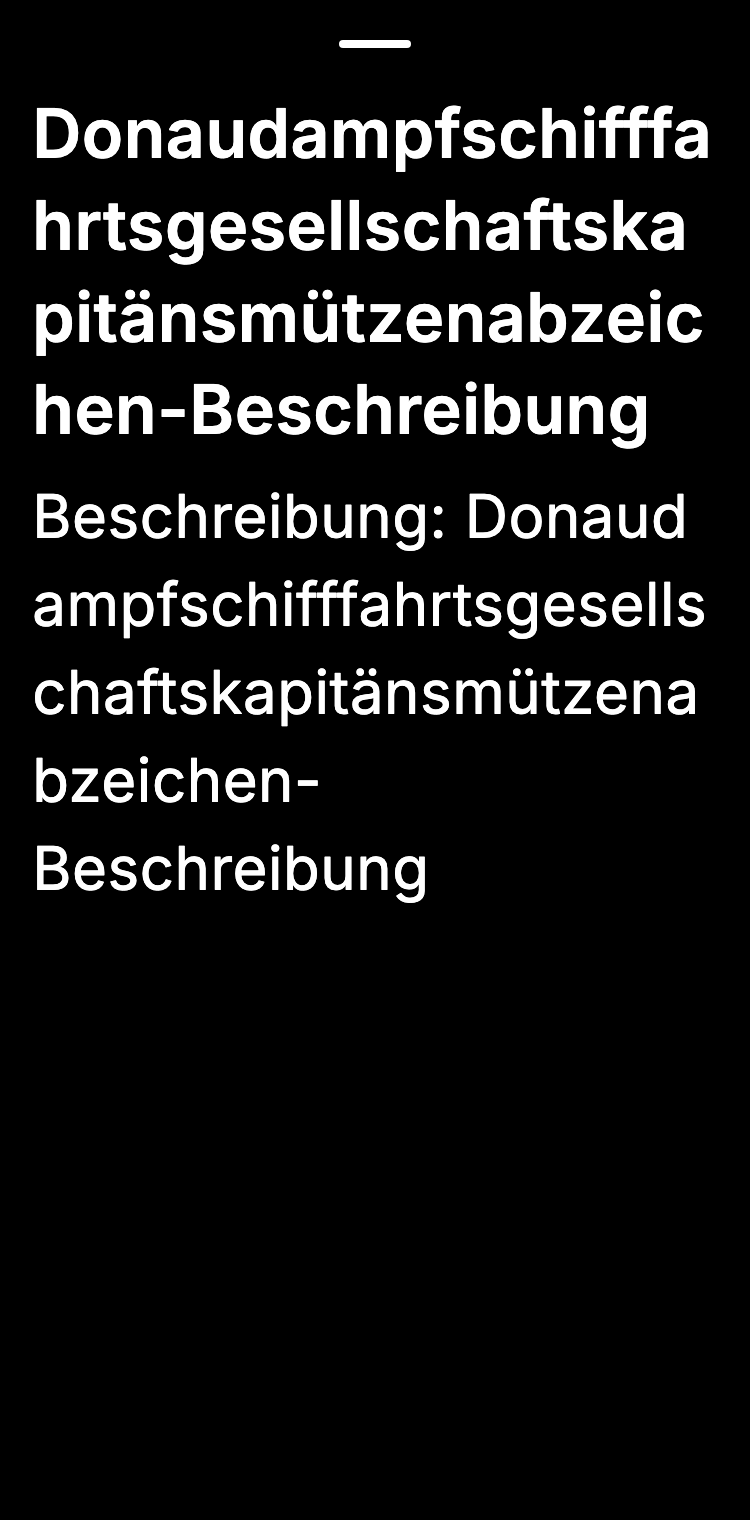 Donaudampfschifffa
hrtsgesellschaftska
pitänsmützenabzeic
hen-Beschreibung
Beschreibung: Donaud
ampfschifffahrtsgesells
chaftskapitänsmützena
bzeichen-
Beschreibung